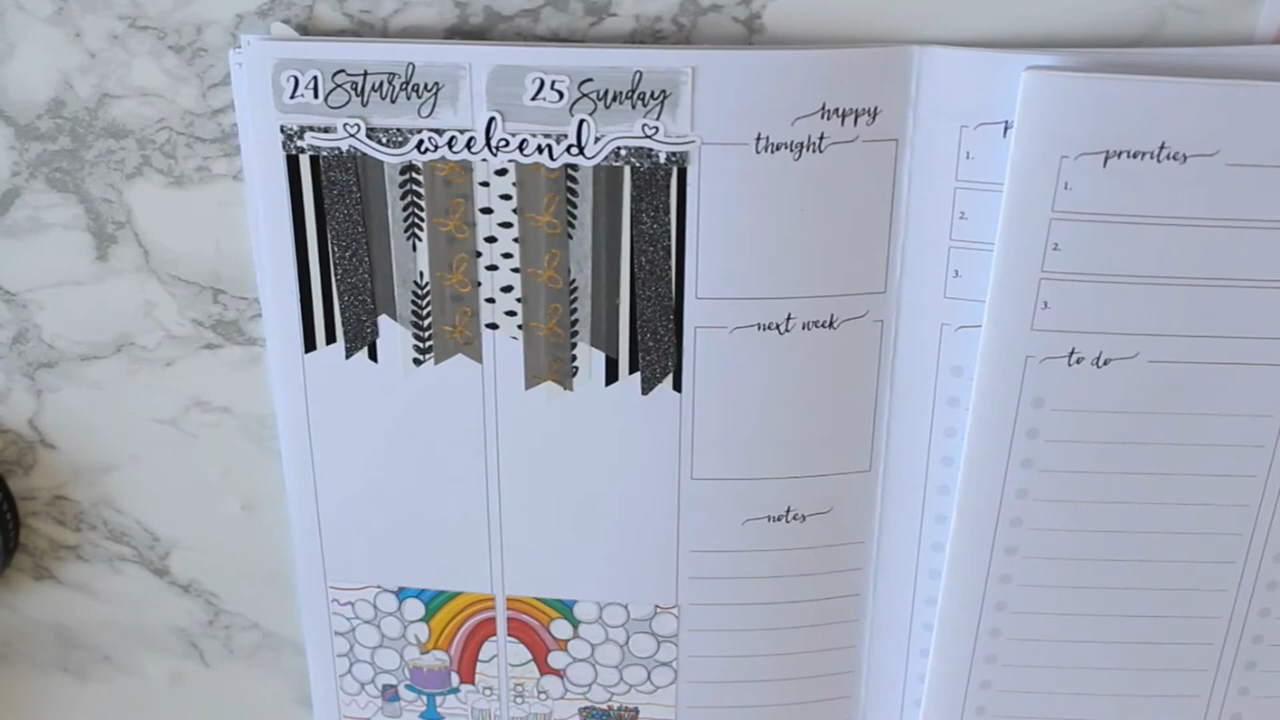 24 Saturday
25 Sunday
weekend
happy
thought
next week
notes
1.
2.
3.
priorities
1.
2.
3.
to do